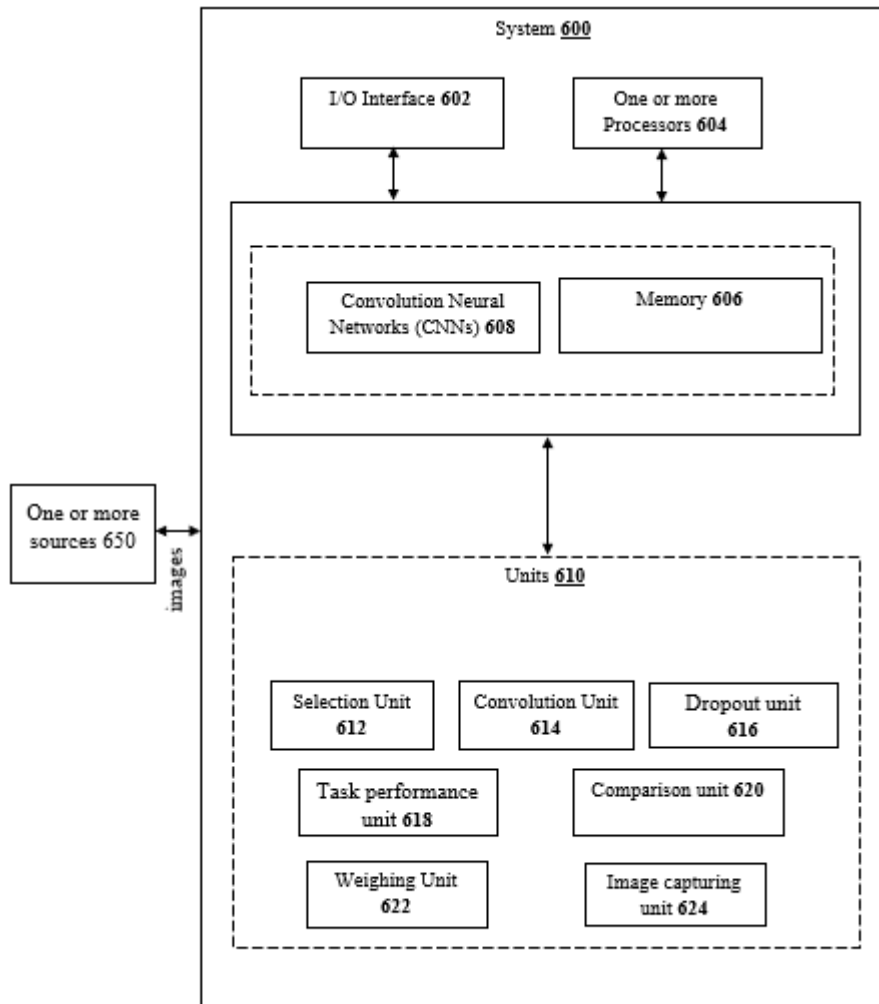 System 600
I/O Interface 602
One or more
Processors 604
Convolution Neural
Networks (CNNs) 608
Memory 606
One or more
sources 650
images
Units 610
Selection Unit
612
Convolution Unit
614
Dropout unit
616
Task performance
unit 618
Comparison unit 620
Weighing Unit
622
Image capturing
unit 624